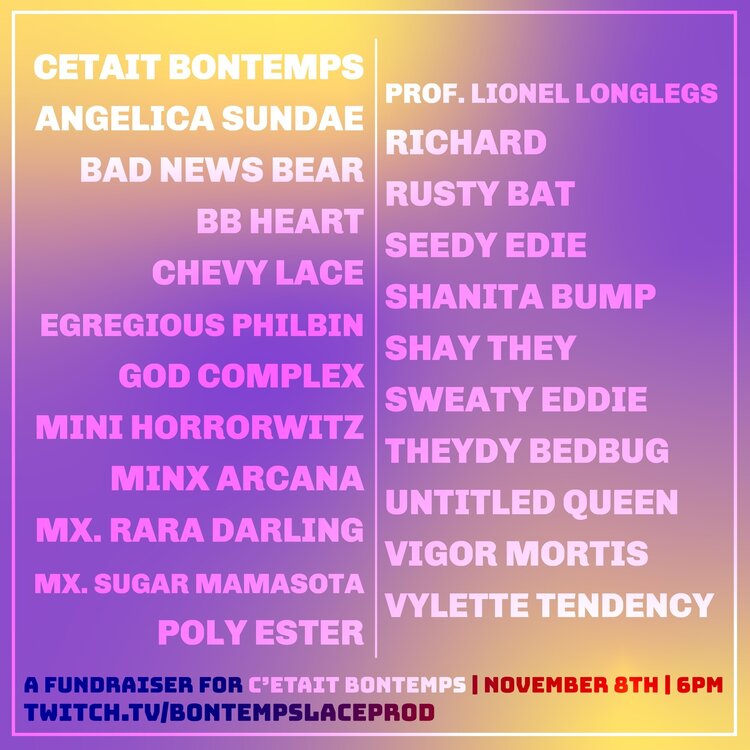 CETAIT BONTEMPS
ANGELICA SUNDAE
BAD NEWS BEAR
BB HEART
CHEVY LACE
EGREGIOUS PHILBIN
GOD COMPLEX
MINI HORRORWITZ
MINX ARCANA
MX. RARA DARLING
MX. SUGAR MAMASOTA
POLY ESTER
PROF. LIONEL LONGLEGS
RICHARD
RUSTY BAT
SEEDY EDIE
SHANITA BUMP
SHAY THEY
SWEATY EDDIE
THEYDY BEDBUG
UNTITLED QUEEN
VIGOR MORTIS
VYLETTE TENDENCY
A FUNDRAISER FOR C'ETAIT BONTEMPS | NOVEMBER 8TH | 6PM
TWITCH.TV/BONTEMPSLACEPROD